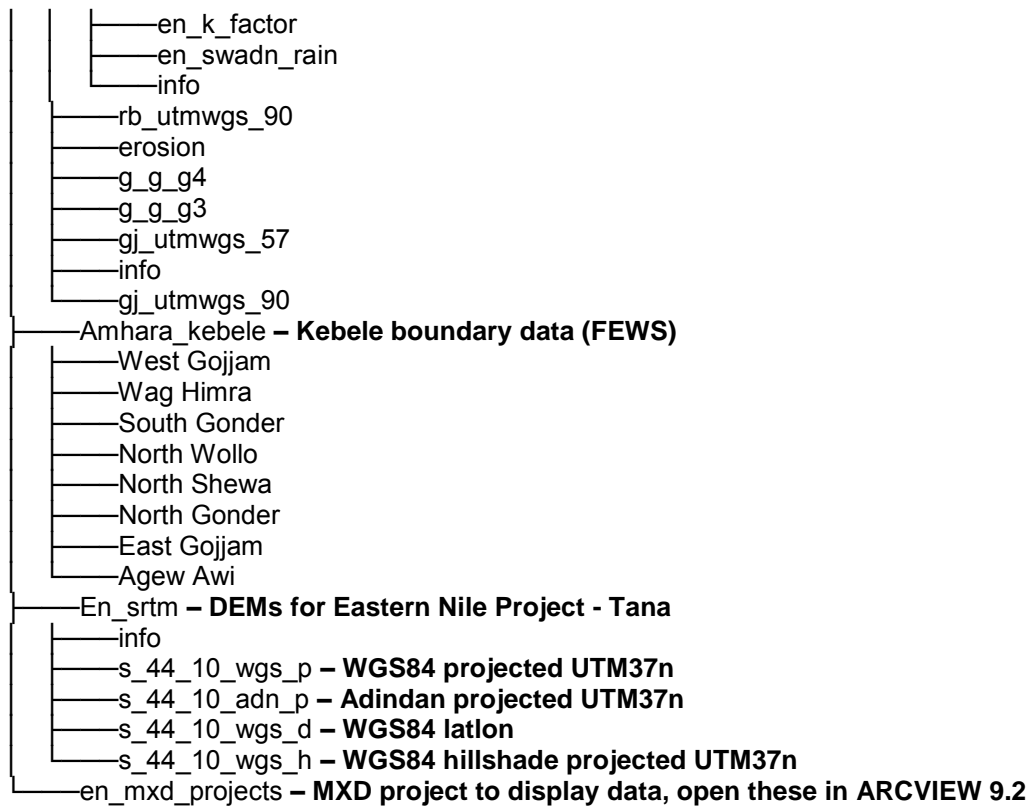 en_k_factor
en_swadn_rain
info
rb_utmwgs_90
erosion
g_g_g4
g_g_g3
gj_utmwgs_57
info
gj_utmwgs_90
Amhara_kebele – Kebele boundary data (FEWS)
West Gojjam
Wag Himra
South Gonder
North Wollo
North Shewa
North Gonder
East Gojjam
Agew Awi
En_srtm – DEMs for Eastern Nile Project - Tana
info
s_44_10_wgs_p – WGS84 projected UTM37n
s_44_10_adn_p – Adindan projected UTM37n
s_44_10_wgs_d – WGS84 latlon
s_44_10_wgs_h – WGS84 hillshade projected UTM37n
en_mxd_projects – MXD project to display data, open these in ARCVIEW 9.2